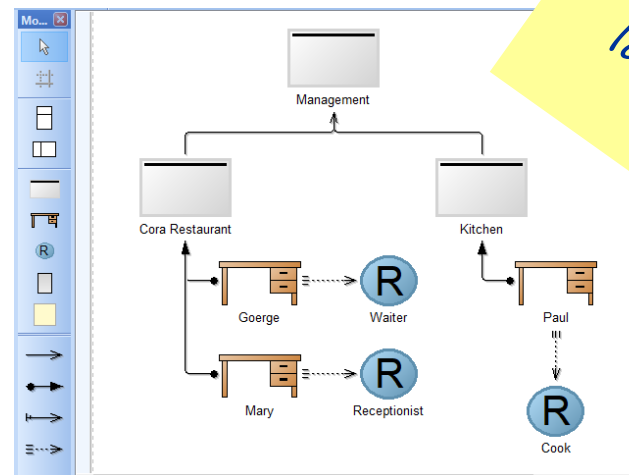 Mo...
Management
Cora Restaurant
Kitchen
R
R
Goerge
Waiter
Paul
R
Mary
Receptionist
R
Cook